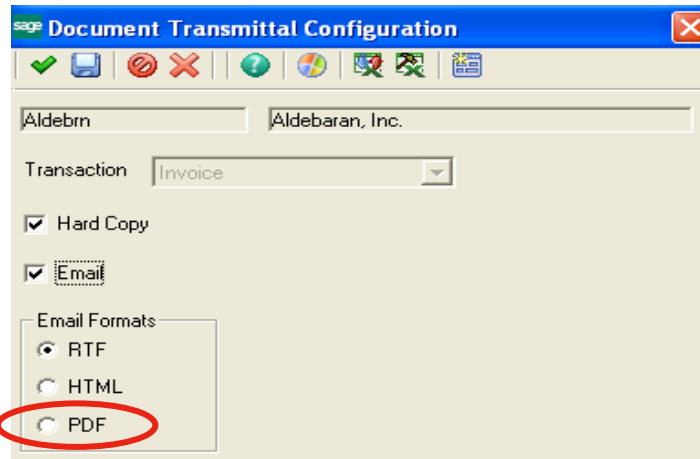 sage Document Transmittal Configuration
Aldebrn Aldebaran, Inc.
Transaction Invoice
Hard Copy
Email
Email Formats
RTF
HTML
PDF